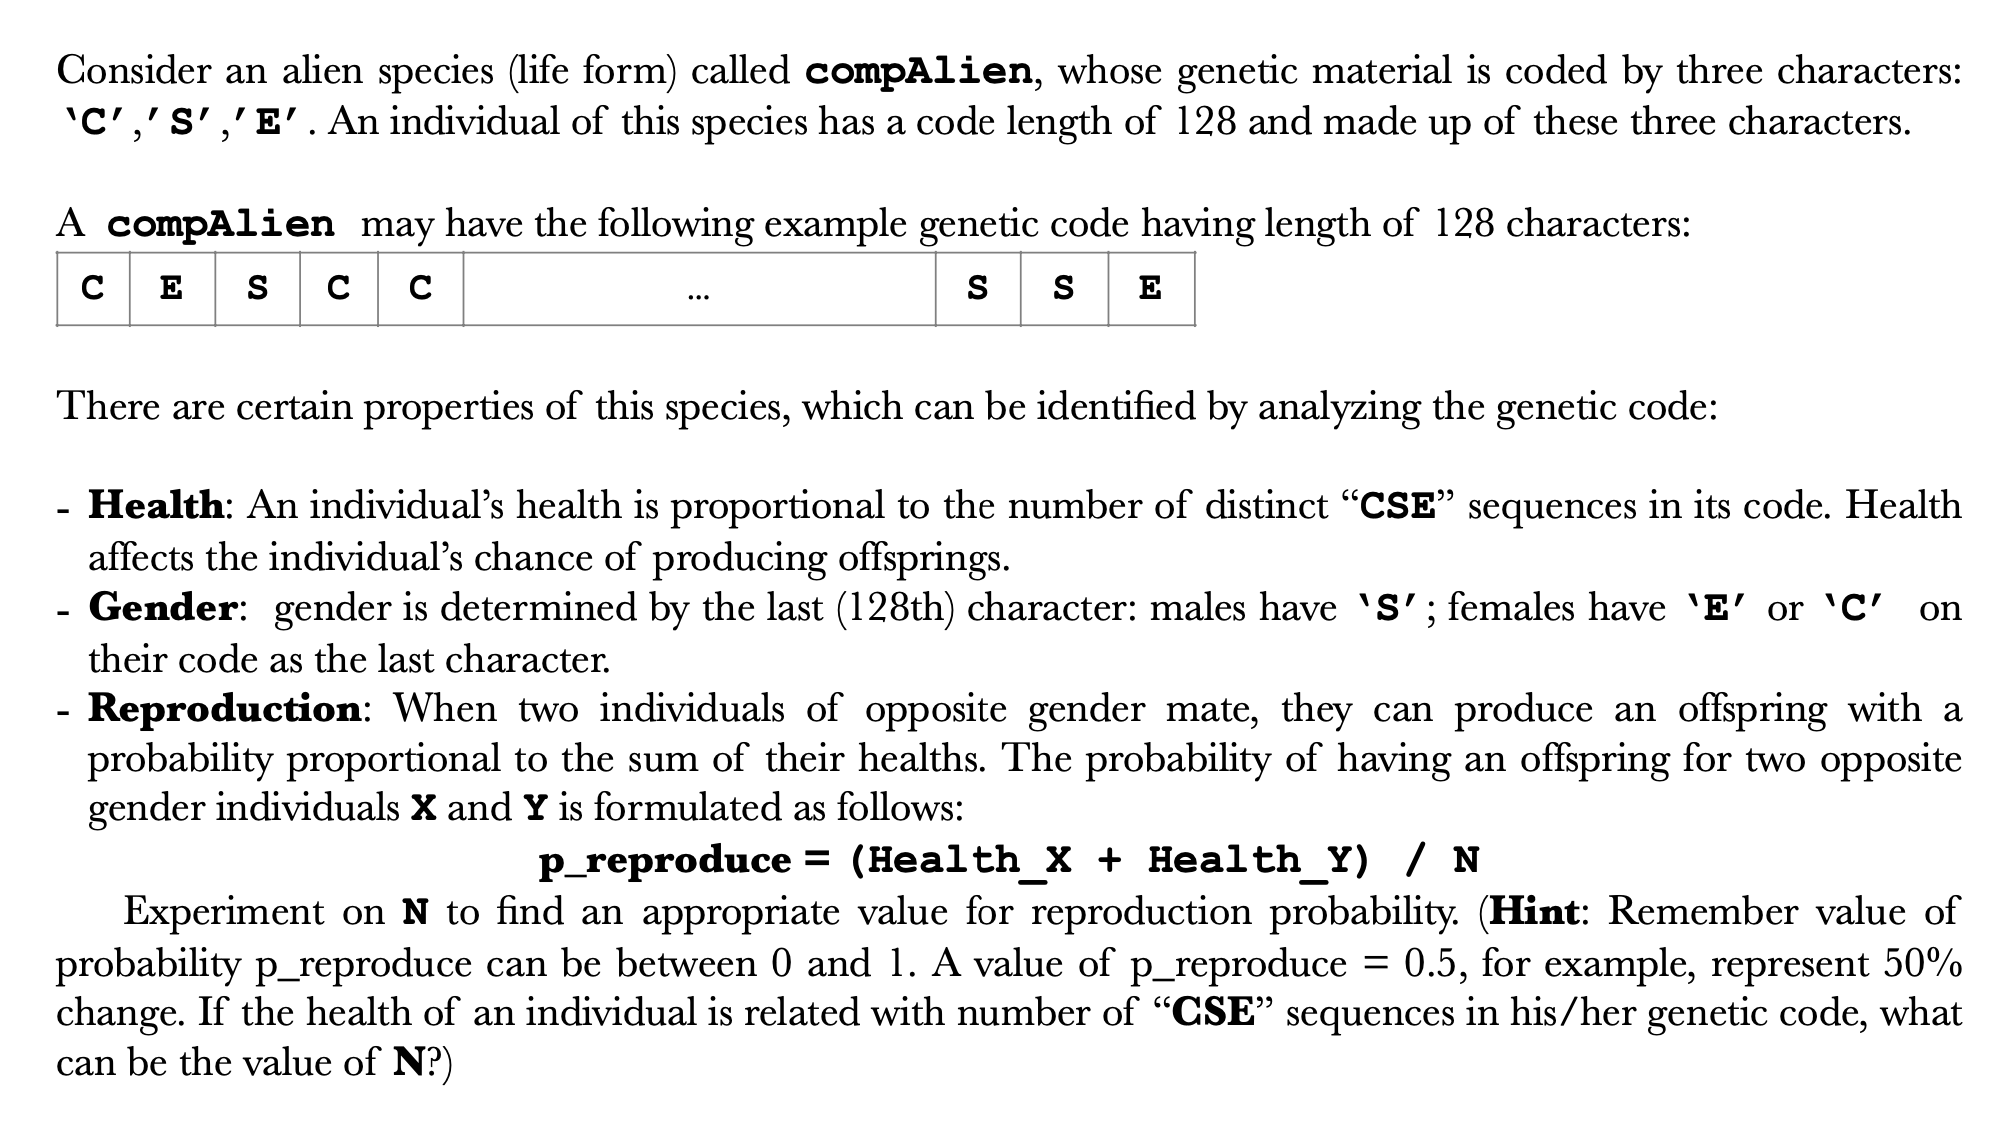 Consider an alien species (life form) called compAlien, whose genetic material is coded by three characters:
‘C’,’S’,’E’. An individual of this species has a code length of 128 and made up of these three characters.
A compAlien may have the following example genetic code having length of 128 characters:
C E S C C ... S S E
There are certain properties of this species, which can be identified by analyzing the genetic code:
- Health: An individual’s health is proportional to the number of distinct “CSE” sequences in its code. Health
affects the individual’s chance of producing offsprings.
- Gender: gender is determined by the last (128th) character: males have ‘S’; females have ‘E’ or ‘C’ on
their code as the last character.
- Reproduction: When two individuals of opposite gender mate, they can produce an offspring with a
probability proportional to the sum of their healths. The probability of having an offspring for two opposite
gender individuals X and Y is formulated as follows:
p_reproduce = (Health_X + Health_Y) / N
Experiment on N to find an appropriate value for reproduction probability. (Hint: Remember value of
probability p_reproduce can be between 0 and 1. A value of p_reproduce = 0.5, for example, represent 50%
change. If the health of an individual is related with number of “CSE” sequences in his/her genetic code, what
can be the value of N?)